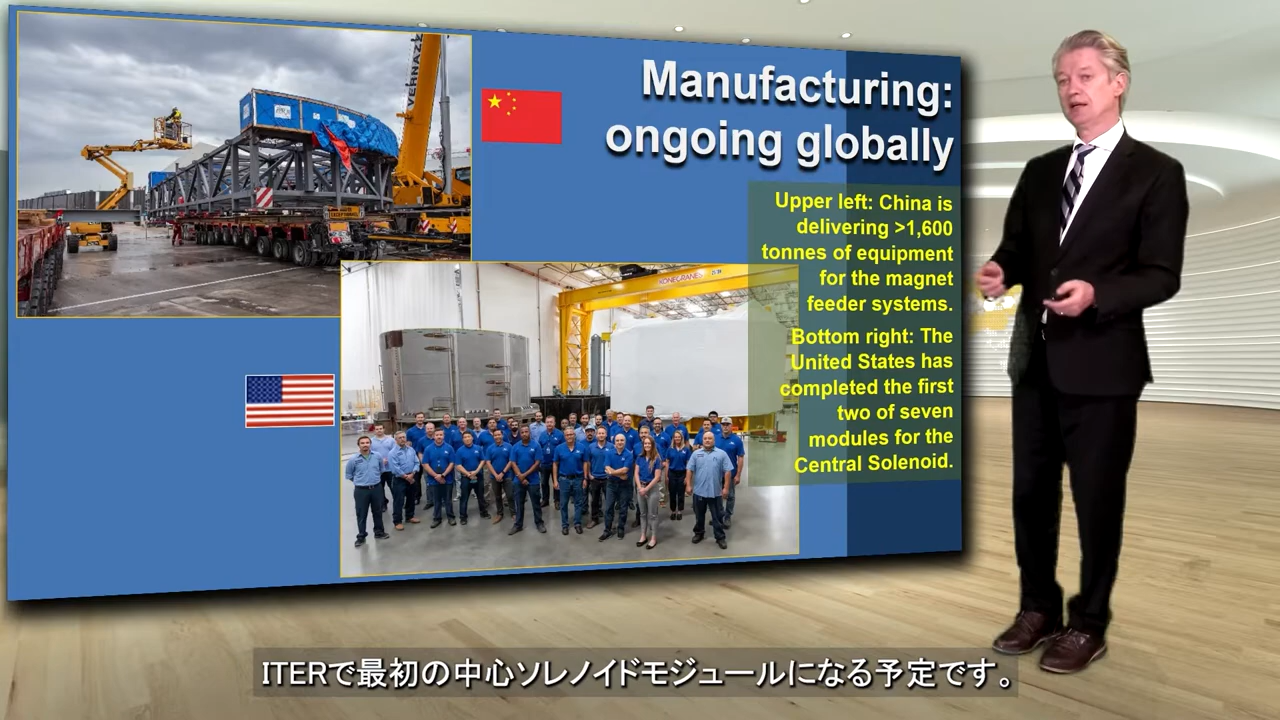 Manufacturing:
ongoing globally
Upper left: China is
delivering >1,600
tonnes of equipment
for the magnet
feeder systems.
Bottom right: The
United States has
completed the first
two of seven
modules for the
Central Solenoid.
VERNAZZA
KONECRANES
ITERで最初の中心ソレノイドモジュールになる予定です。